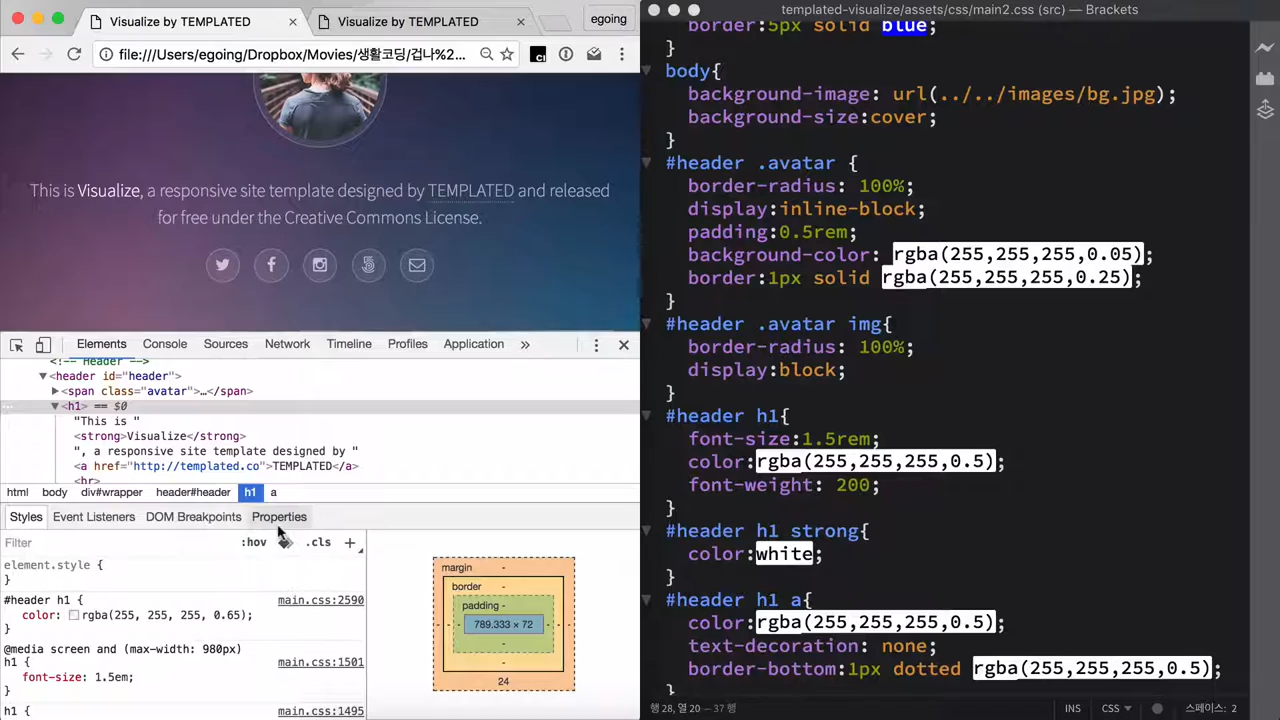 Visualize by TEMPLATED ×
Visualize by TEMPLATED ×
egoing
file:///Users/egoing/Dropbox/Movies/생활코딩/겁나%2...
This is Visualize, a responsive site template designed by TEMPLATED and released
for free under the Creative Commons License.
Elements Console Sources Network Timeline Profiles Application »
<!-- Header -->
▼<header id="header">
▶<span class="avatar">…</span>
▼<h1> == $0
"This is "
<strong>Visualize</strong>
", a responsive site template designed by "
<a href="http://templated.co">TEMPLATED</a>
<br>
html body div#wrapper header#header h1 a
Styles Event Listeners DOM Breakpoints Properties
Filter :hov .cls +
element.style {
}
#header h1 { main.css:2590
color: rgba(255, 255, 255, 0.65);
}
@media screen and (max-width: 980px)
h1 { main.css:1501
font-size: 1.5em;
}
h1 { main.css:1495
margin -
border -
padding -
- - - 789.333 × 72 - - -
-
-
24
templated-visualize/assets/css/main2.css (src) — Brackets
border:5px solid blue;
}
body{
background-image: url(../../images/bg.jpg);
background-size:cover;
}
#header .avatar {
border-radius: 100%;
display:inline-block;
padding:0.5rem;
background-color: rgba(255,255,255,0.05);
border:1px solid rgba(255,255,255,0.25);
}
#header .avatar img{
border-radius: 100%;
display:block;
}
#header h1{
font-size:1.5rem;
color:rgba(255,255,255,0.5);
font-weight: 200;
}
#header h1 strong{
color:white;
}
#header h1 a{
color:rgba(255,255,255,0.5);
text-decoration: none;
border-bottom:1px dotted rgba(255,255,255,0.5);
}
행 28, 열 20 — 37 행 INS CSS 스페이스: 2